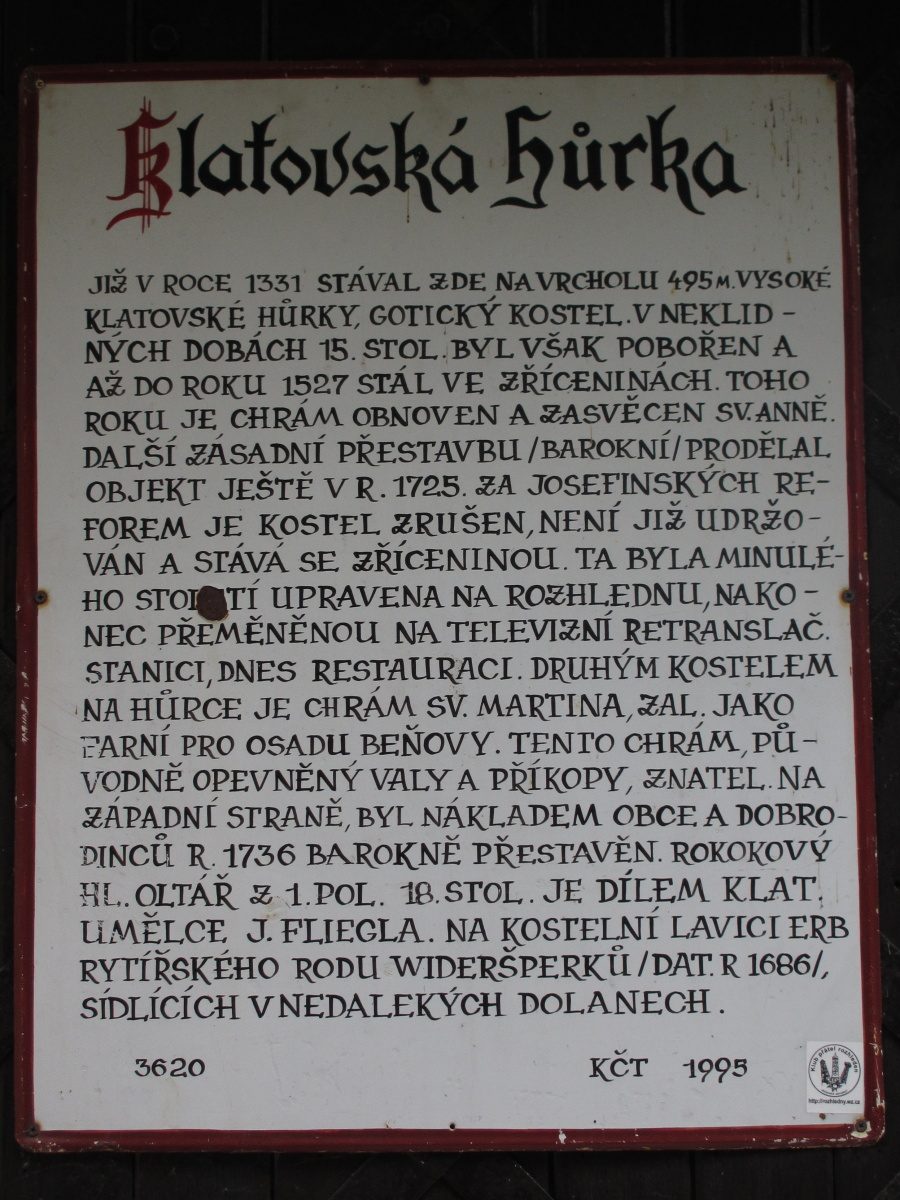 Klatovská Hůrka
JIŽ V ROCE 1331 STÁVAL ZDE NA VRCHOLU 495 M. VYSOKÉ
KLATOVSKÉ HŮRKY, GOTICKÝ KOSTEL. V NEKLID -
NÝCH DOBÁCH 15. STOL. BYL VŠAK POBOŘEN A
AŽ DO ROKU 1527 STÁL VE ZŘÍCENINÁCH. TOHO
ROKU JE CHRÁM OBNOVEN A ZASVĚCEN SV. ANNĚ.
DALŠÍ ZÁSADNÍ PŘESTAVBU /BAROKNÍ/ PRODĚLAL
OBJEKT JEŠTĚ V R. 1725. ZA JOSEFINSKÝCH RE-
FOREM JE KOSTEL ZRUŠEN, NENÍ JIŽ UDRŽO-
VÁN A STÁVÁ SE ZŘÍCENINOU. TA BYLA MINULÉ-
HO STOLETÍ UPRAVENA NA ROZHLEDNU, NAKO -
NEC PŘEMĚNĚNOU NA TELEVIZNÍ RETRANSLAČ.
STANICI, DNES RESTAURACI. DRUHÝM KOSTELEM
NA HŮRCE JE CHRÁM SV. MARTINA, ZAL. JAKO
FARNÍ PRO OSADU BEŇOVY. TENTO CHRÁM, PŮ-
VODNĚ OPEVNĚNÝ VALY A PŘÍKOPY, ZNATEL. NA
ZÁPADNÍ STRANĚ, BYL NÁKLADEM OBCE A DOBRO-
DINCŮ R. 1736 BAROKNĚ PŘESTAVĚN. ROKOKOVÝ
HL. OLTÁŘ Z 1. POL. 18. STOL. JE DÍLEM KLAT.
UMĚLCE J. FLIEGLA. NA KOSTELNÍ LAVICI ERB
RYTÍŘSKÉHO RODU WIDERŠPERKŮ /DAT. R 1686/,
SÍDLÍCÍCH V NEDALEKÝCH DOLANECH.
3620 KČT 1995
Klub přátel rozhleden
http://rozhledny.wz.cz